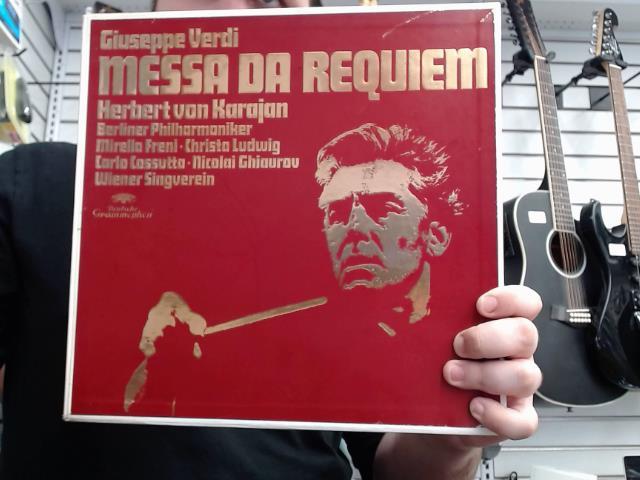 Giuseppe Verdi
MESSA DA REQUIEM
Herbert von Karajan
Berliner Philharmoniker
Mirella Freni · Christa Ludwig
Carlo Cossutta · Nicolai Ghiaurov
Wiener Singverein
Deutsche
Grammophon